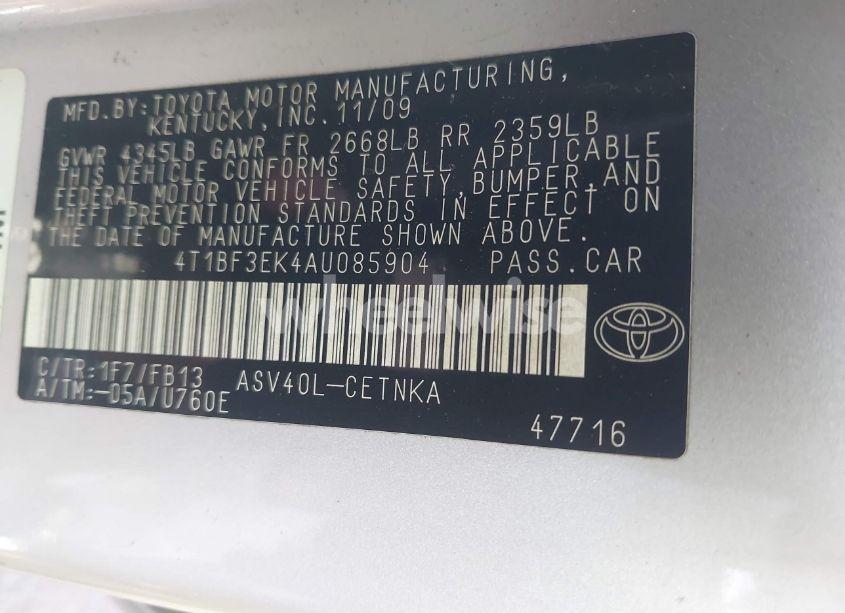 MFD.BY:TOYOTA MOTOR MANUFACTURING,
KENTUCKY,INC.11/09
GVWR 4345LB GAWR FR 2668LB RR 2359LB
THIS VEHICLE CONFORMS TO ALL APPLICABLE
FEDERAL MOTOR VEHICLE SAFETY,BUMPER,AND
THEFT PREVENTION STANDARDS IN EFFECT ON
THE DATE OF MANUFACTURE SHOWN ABOVE.
4T1BF3EK4AU085904 PASS.CAR
wheelwise
C/TR:1F7/FB13 ASV40L-CETNKA
A/TM:-05A/U760E
47716